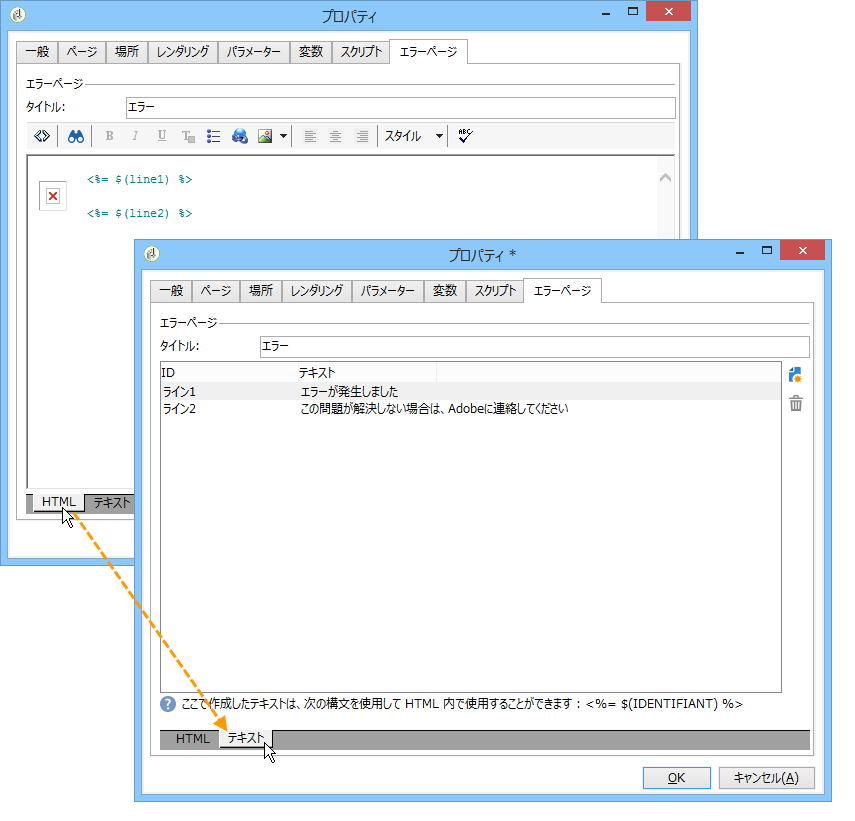 プロパティ
一般 ページ 場所 レンダリング パラメーター 変数 スクリプト エラーページ
エラーページ
タイトル: エラー
B I U T スタイル ABC
<%= $(line1) %>
<%= $(line2) %>
HTML テキスト
プロパティ *
一般 ページ 場所 レンダリング パラメーター 変数 スクリプト エラーページ
エラーページ
タイトル: エラー
ID テキスト
ライン1 エラーが発生しました
ライン2 この問題が解決しない場合は、Adobeに連絡してください
ここで作成したテキストは、次の構文を使用して HTML 内で使用することができます : <%= $(IDENTIFIANT) %>
HTML テキスト
OK キャンセル(A)